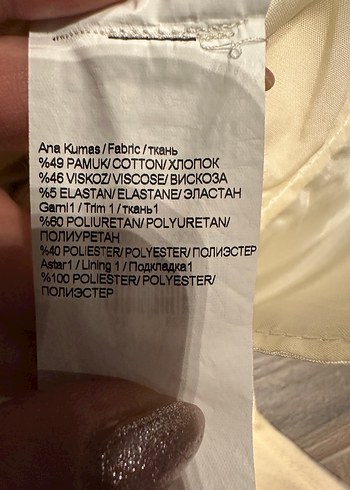 Ana Kumas / Fabric / ткань
%49 PAMUK/ COTTON/ ХЛОПОК
%46 VISKOZ/ VISCOSE/ ВИСКОЗА
%5 ELASTAN/ ELASTANE/ ЭЛАСТАН
Garni1 / Trim 1 / ткань1
%60 POLIURETAN/ POLYURETAN/
ПОЛИУРЕТАН
%40 POLIESTER/ POLYESTER/ ПОЛИЭСТЕР
Astar1 / Lining 1 / Подкладка1
%100 POLIESTER/ POLYESTER/
ПОЛИЭСТЕР